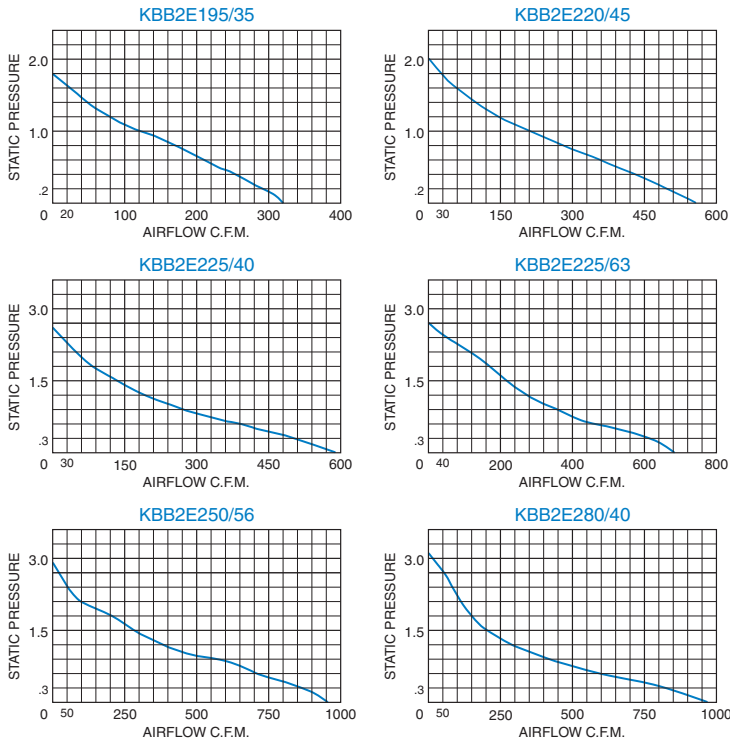 KBB2E195/35
STATIC PRESSURE
2.0
1.0
.2
0 20 100 200 300 400
AIRFLOW C.F.M.
KBB2E220/45
STATIC PRESSURE
2.0
1.0
.2
0 30 150 300 450 600
AIRFLOW C.F.M.
KBB2E225/40
STATIC PRESSURE
3.0
1.5
.3
0 30 150 300 450 600
AIRFLOW C.F.M.
KBB2E225/63
STATIC PRESSURE
3.0
1.5
.3
0 40 200 400 600 800
AIRFLOW C.F.M.
KBB2E250/56
STATIC PRESSURE
3.0
1.5
.3
0 50 250 500 750 1000
AIRFLOW C.F.M.
KBB2E280/40
STATIC PRESSURE
3.0
1.5
.3
0 50 250 500 750 1000
AIRFLOW C.F.M.